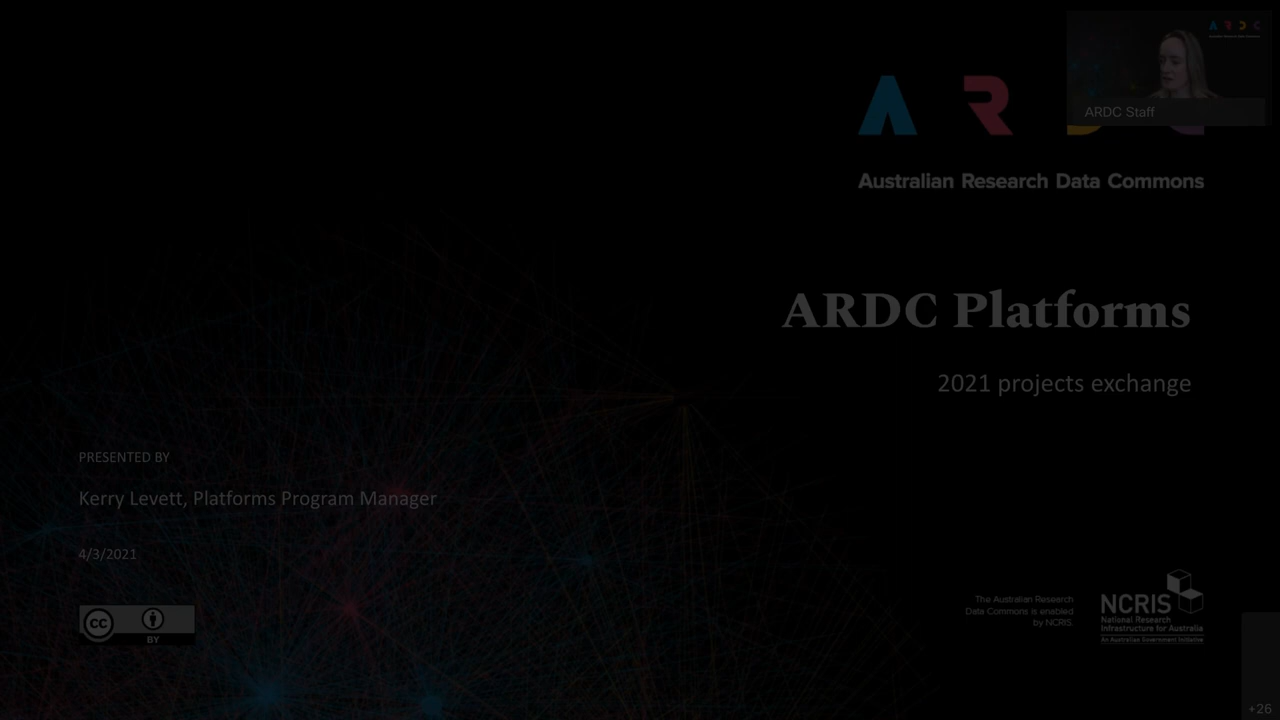 ARDC Staff
A R D C
Australian Research Data Commons
ARDC Platforms
2021 projects exchange
PRESENTED BY
Kerry Levett, Platforms Program Manager
4/3/2021
cc
BY
The Australian Research
Data Commons is enabled
by NCRIS.
NCRIS
National Research
Infrastructure for Australia
An Australian Government Initiative
+26